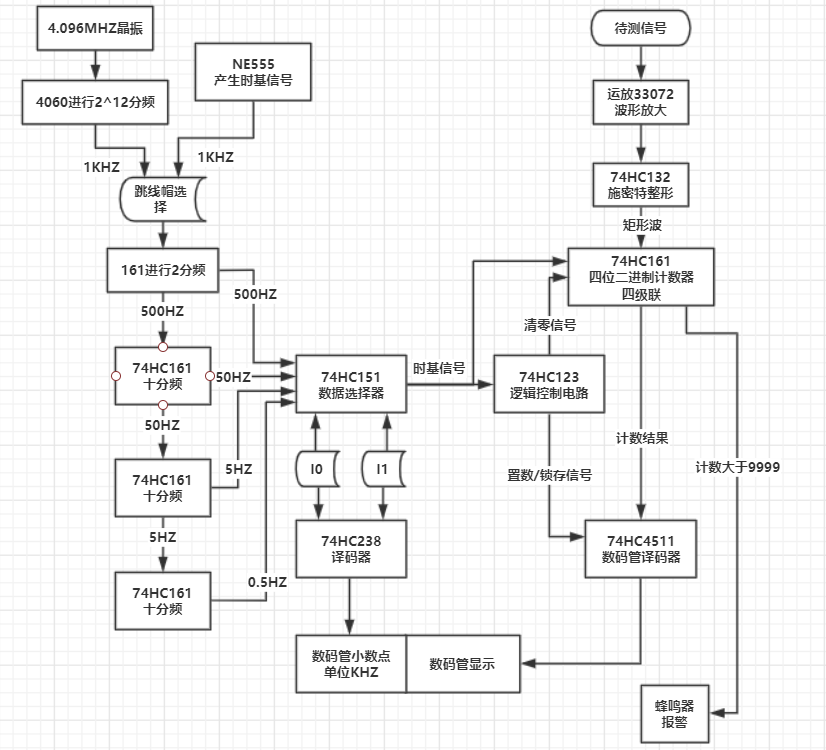 4.096MHZ晶振
4060进行2^12分频
NE555
产生时基信号
1KHZ
1KHZ
跳线帽选
择
161进行2分频
500HZ
500HZ
74HC161
十分频
50HZ
50HZ
74HC161
十分频
5HZ
5HZ
74HC161
十分频
0.5HZ
74HC151
数据选择器
时基信号
I0
I1
74HC238
译码器
数码管小数点
单位KHZ
数码管显示
待测信号
运放33072
波形放大
74HC132
施密特整形
矩形波
74HC161
四位二进制计数器
四级联
清零信号
74HC123
逻辑控制电路
置数/锁存信号
计数结果
计数大于9999
74HC4511
数码管译码器
蜂鸣器
报警